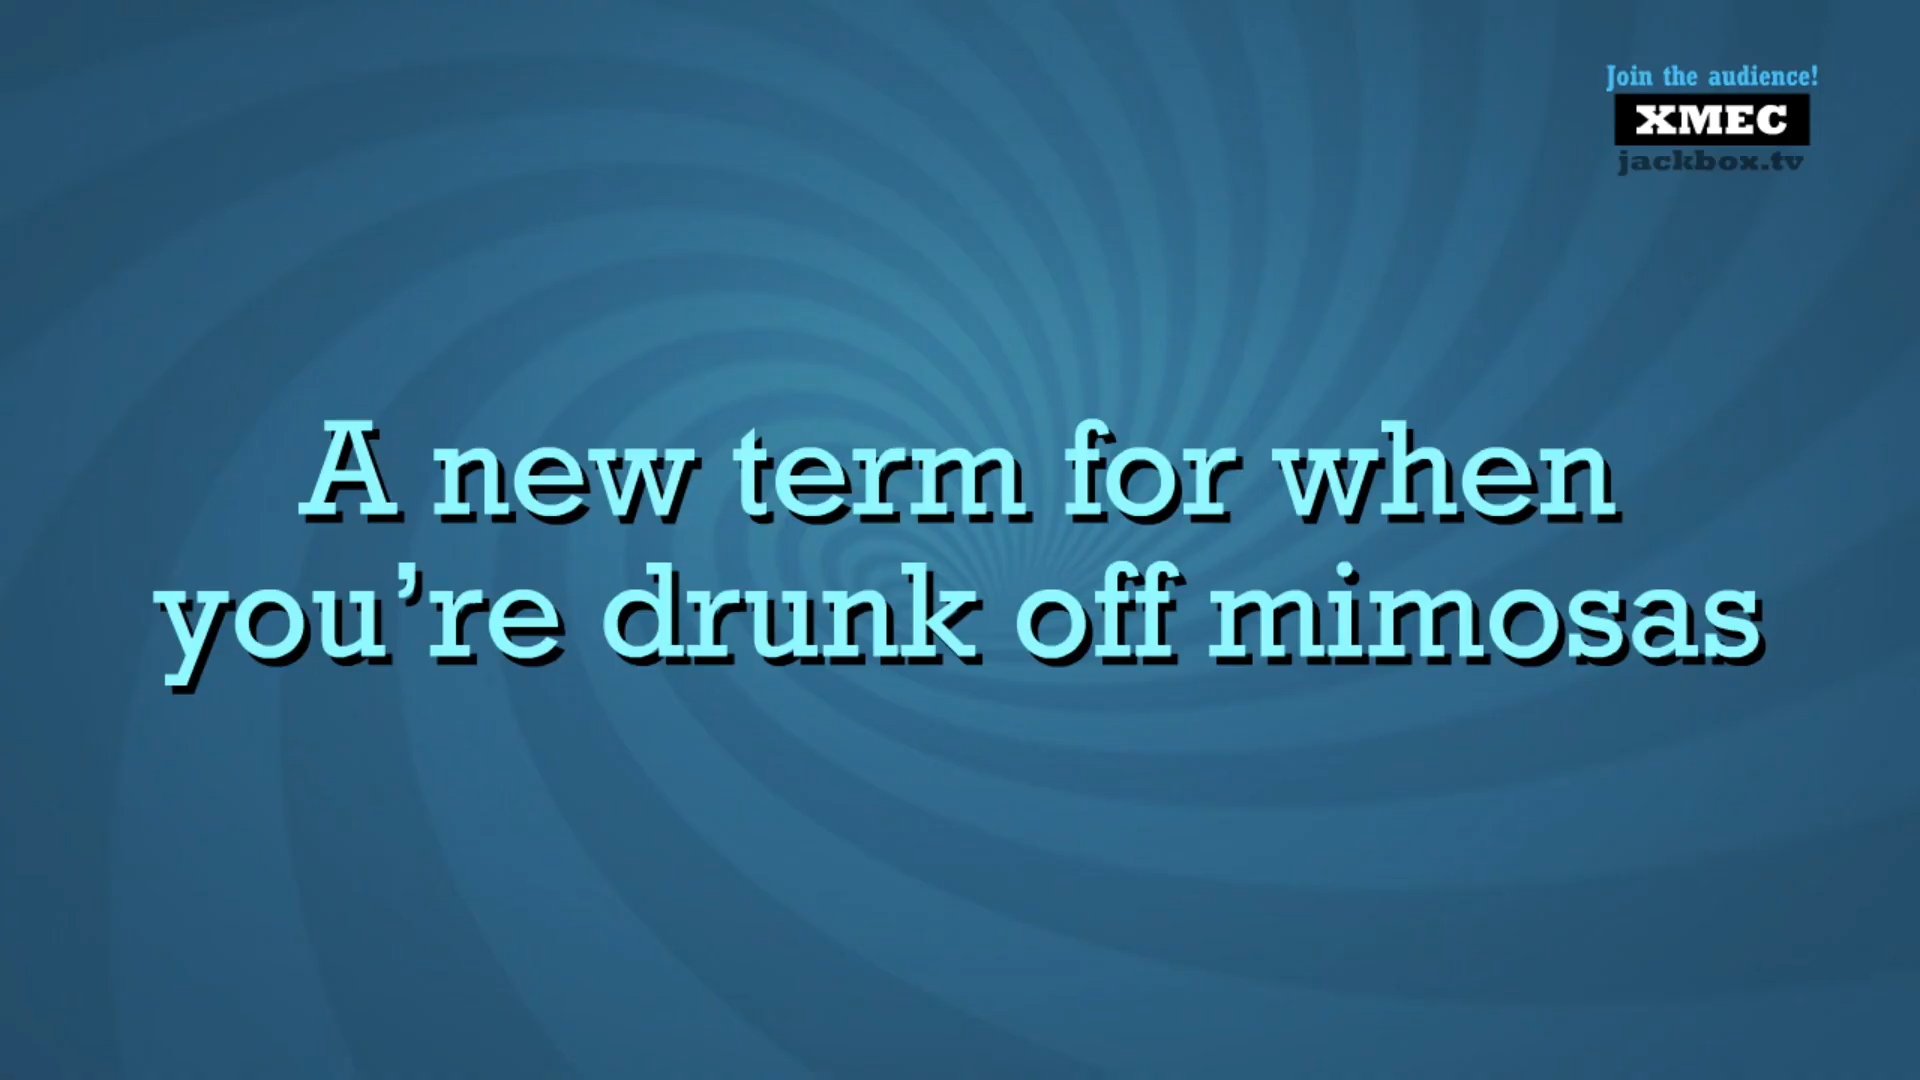 Join the audience!
XMEC
jackbox.tv
A new term for when
you’re drunk off mimosas